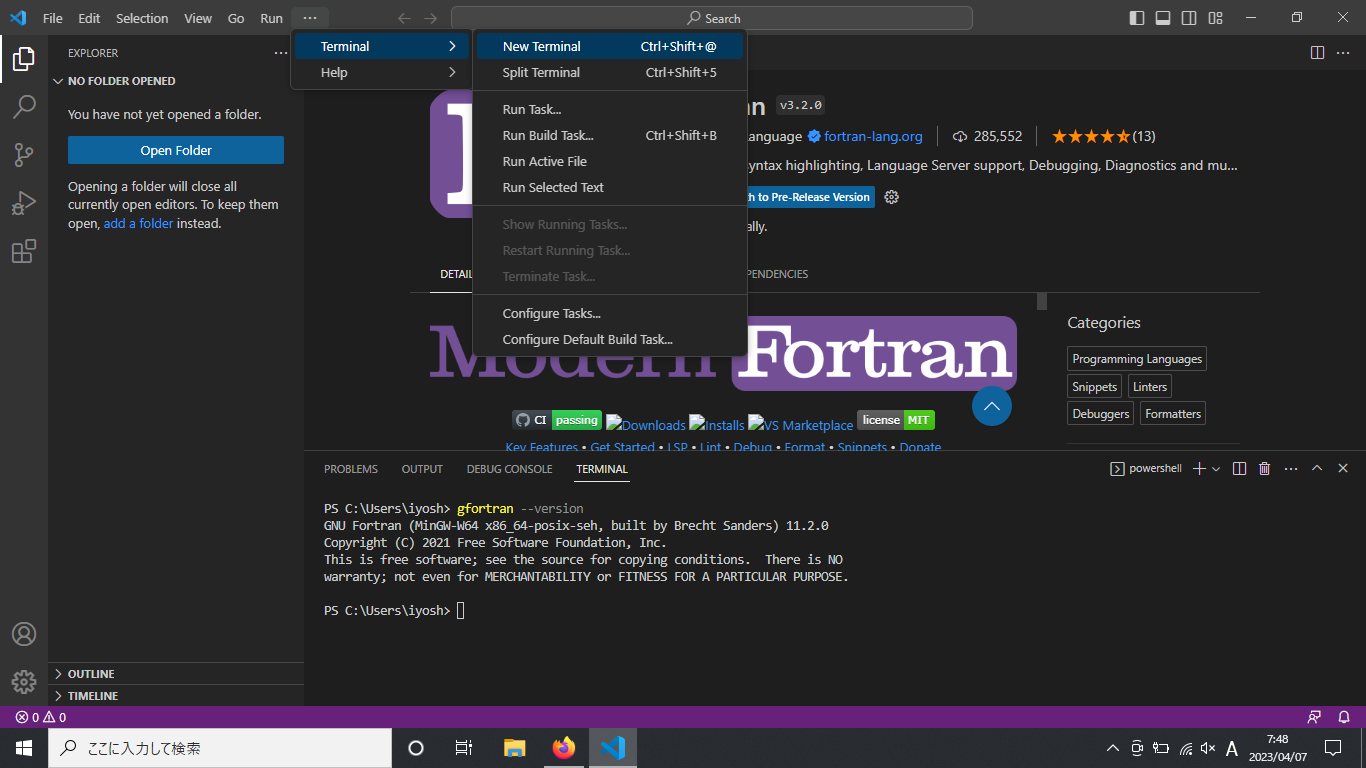 File Edit Selection View Go Run ···
Search
EXPLORER
NO FOLDER OPENED
You have not yet opened a folder.
Open Folder
Opening a folder will close all
currently open editors. To keep them
open, add a folder instead.
OUTLINE
TIMELINE
Terminal
Help
New Terminal Ctrl+Shift+@
Split Terminal Ctrl+Shift+5
Run Task...
Run Build Task... Ctrl+Shift+B
Run Active File
Run Selected Text
Show Running Tasks...
Restart Running Task...
Terminate Task...
Configure Tasks...
Configure Default Build Task...
an v3.2.0
anguage fortran-lang.org 285,552 (13)
yntax highlighting, Language Server support, Debugging, Diagnostics and mu...
h to Pre-Release Version
ally.
DETAIL
PENDENCIES
Modern Fortran
CI passing Downloads Installs VS Marketplace license MIT
Key Features • Get Started • LSP • Lint • Debug • Format • Snippets • Donate
Categories
Programming Languages
Snippets Linters
Debuggers Formatters
PROBLEMS OUTPUT DEBUG CONSOLE TERMINAL
powershell
PS C:\Users\iyosh> gfortran --version
GNU Fortran (MinGW-W64 x86_64-posix-seh, built by Brecht Sanders) 11.2.0
Copyright (C) 2021 Free Software Foundation, Inc.
This is free software; see the source for copying conditions.  There is NO
warranty; not even for MERCHANTABILITY or FITNESS FOR A PARTICULAR PURPOSE.
PS C:\Users\iyosh>
0 0
ここに入力して検索
A
7:48
2023/04/07